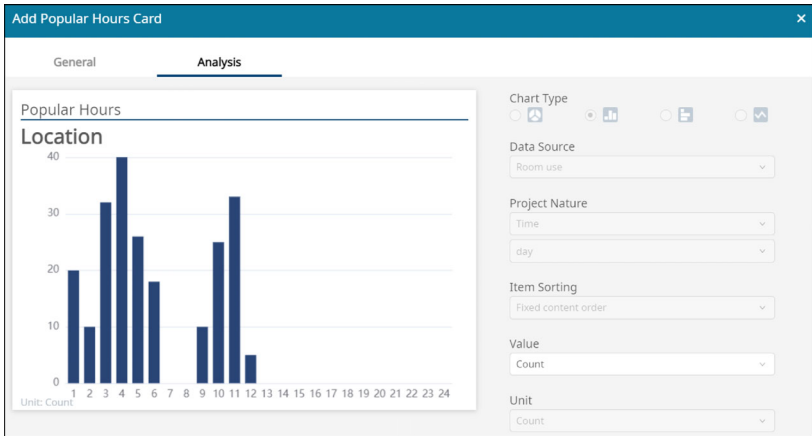 Add Popular Hours Card ×
General Analysis
Popular Hours
Location
40
30
20
10
0
1 2 3 4 5 6 7 8 9 10 11 12 13 14 15 16 17 18 19 20 21 22 23 24
Unit: Count
Chart Type
Data Source
Room use
Project Nature
Time
day
Item Sorting
Fixed content order
Value
Count
Unit
Count